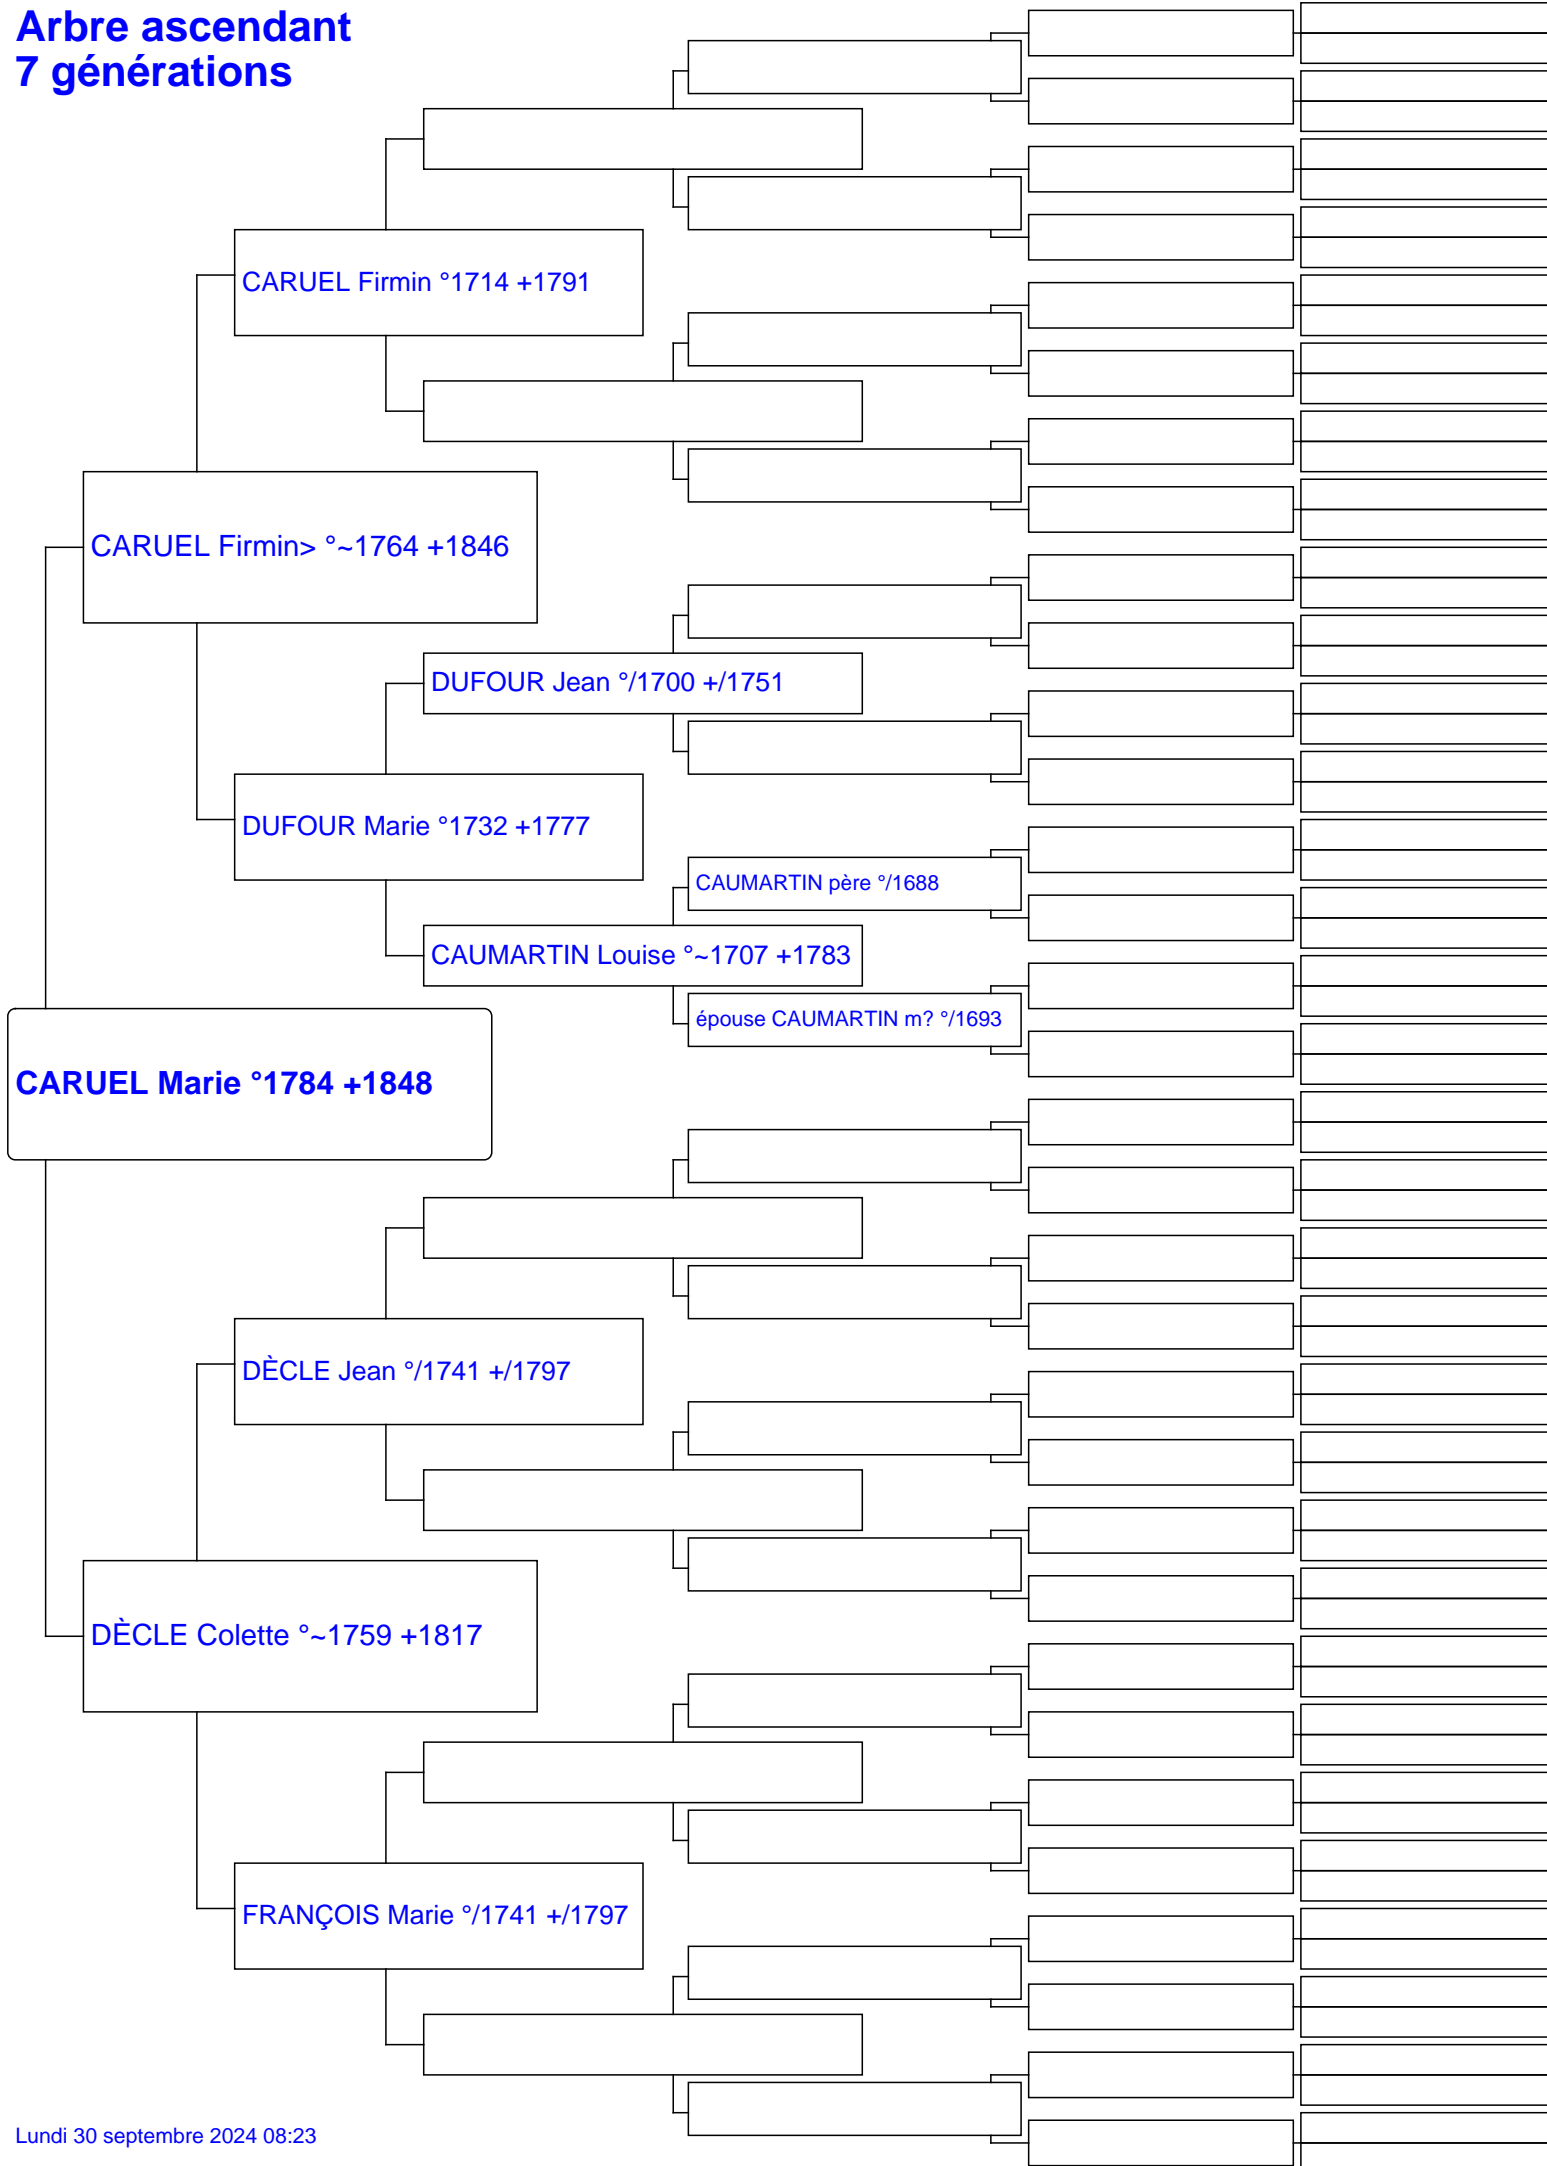 Arbre ascendant
7 générations
CARUEL Firmin °1714 +1791
CARUEL Firmin> °~1764 +1846
DUFOUR Jean °/1700 +/1751
DUFOUR Marie °1732 +1777
CAUMARTIN père °/1688
CAUMARTIN Louise °~1707 +1783
épouse CAUMARTIN m? °/1693
CARUEL Marie °1784 +1848
DÈCLE Jean °/1741 +/1797
DÈCLE Colette °~1759 +1817
FRANÇOIS Marie °/1741 +/1797
Lundi 30 septembre 2024 08:23